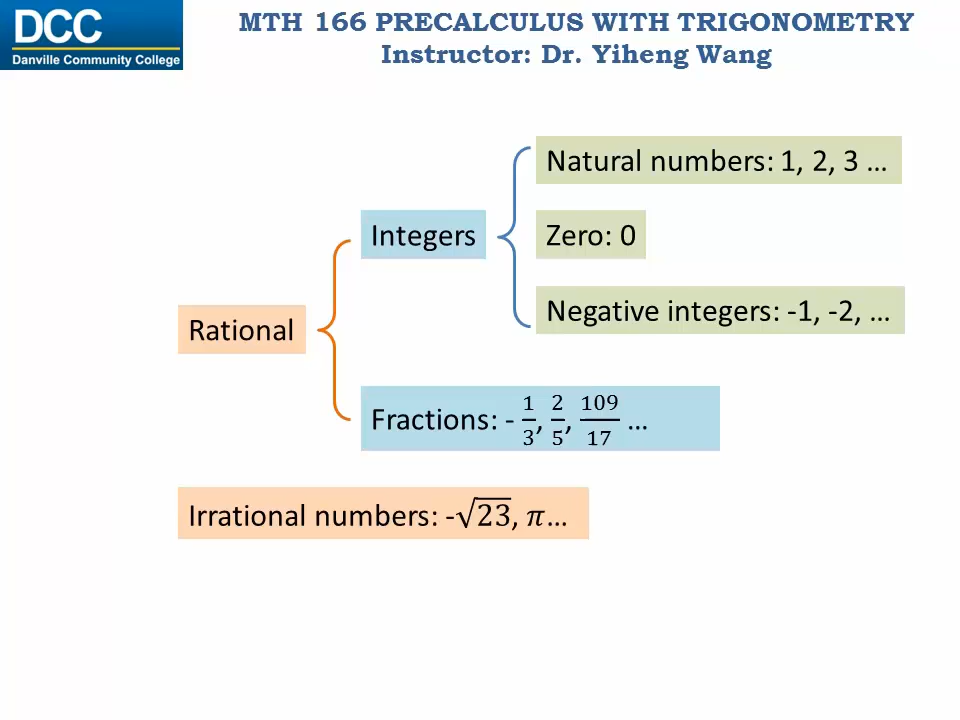 DCC
Danville Community College
MTH 166 PRECALCULUS WITH TRIGONOMETRY
Instructor: Dr. Yiheng Wang
Natural numbers: 1, 2, 3 …
Integers
Zero: 0
Negative integers: -1, -2, …
Rational
Fractions: - 1/3, 2/5, 109/17 …
Irrational numbers: -√23, π…